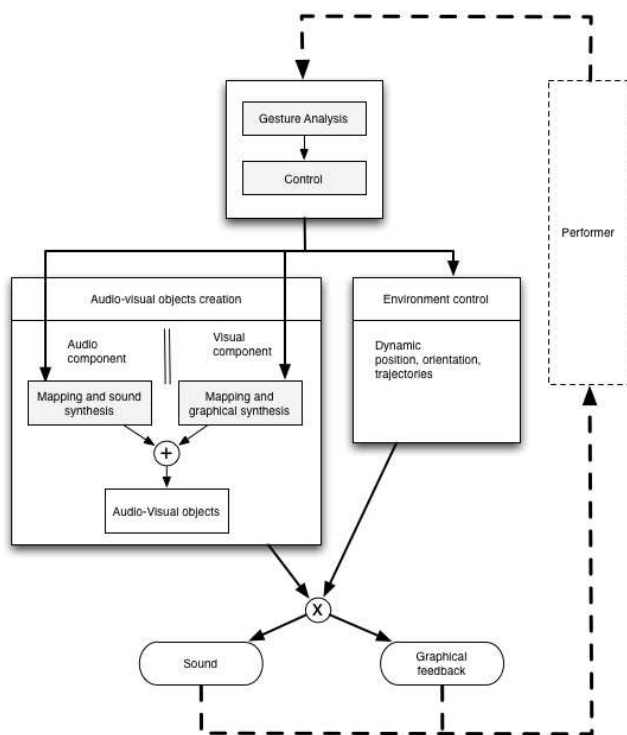 Gesture Analysis
Control
Performer
Audio-visual objects creation
Environment control
Audio
component
Visual
component
Dynamic
position, orientation,
trajectories
Mapping and sound
synthesis
Mapping and
graphical synthesis
+
Audio-Visual objects
X
Sound
Graphical
feedback